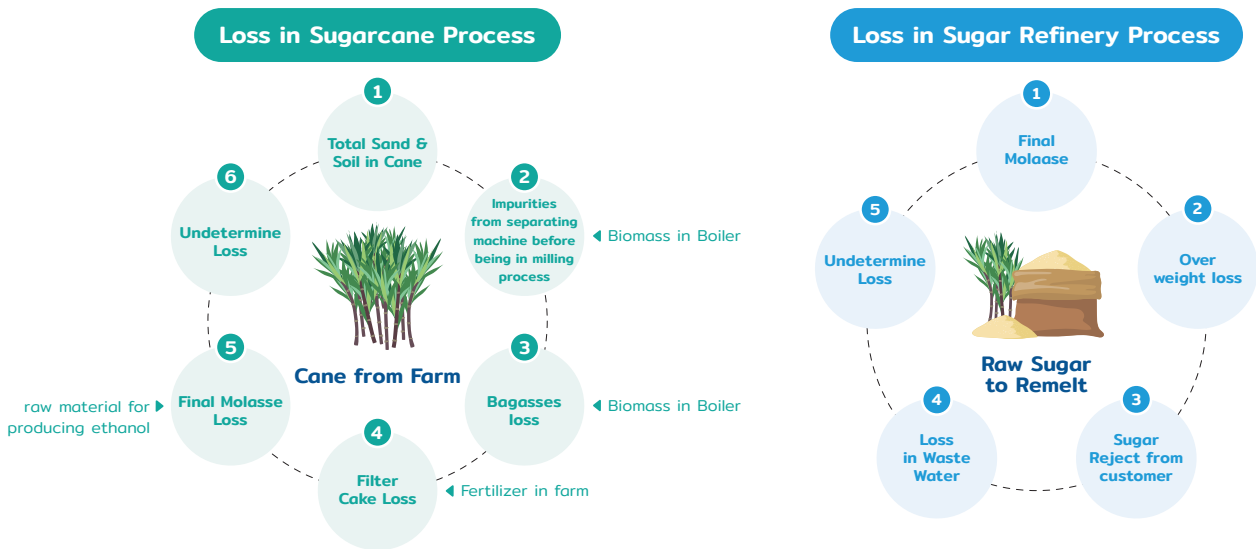 Loss in Sugarcane Process
1
Total Sand &
Soil in Cane
2
Impurities
from separating
machine before
being in milling
process
Biomass in Boiler
3
Bagasses
loss
Biomass in Boiler
4
Filter
Cake Loss
Fertilizer in farm
5
Final Molasse
Loss
raw material for
producing ethanol
6
Undetermine
Loss
Cane from Farm
Loss in Sugar Refinery Process
1
Final
Molaase
2
Over
weight loss
3
Sugar
Reject from
customer
4
Loss
in Waste
Water
5
Undetermine
Loss
Raw Sugar
to Remelt